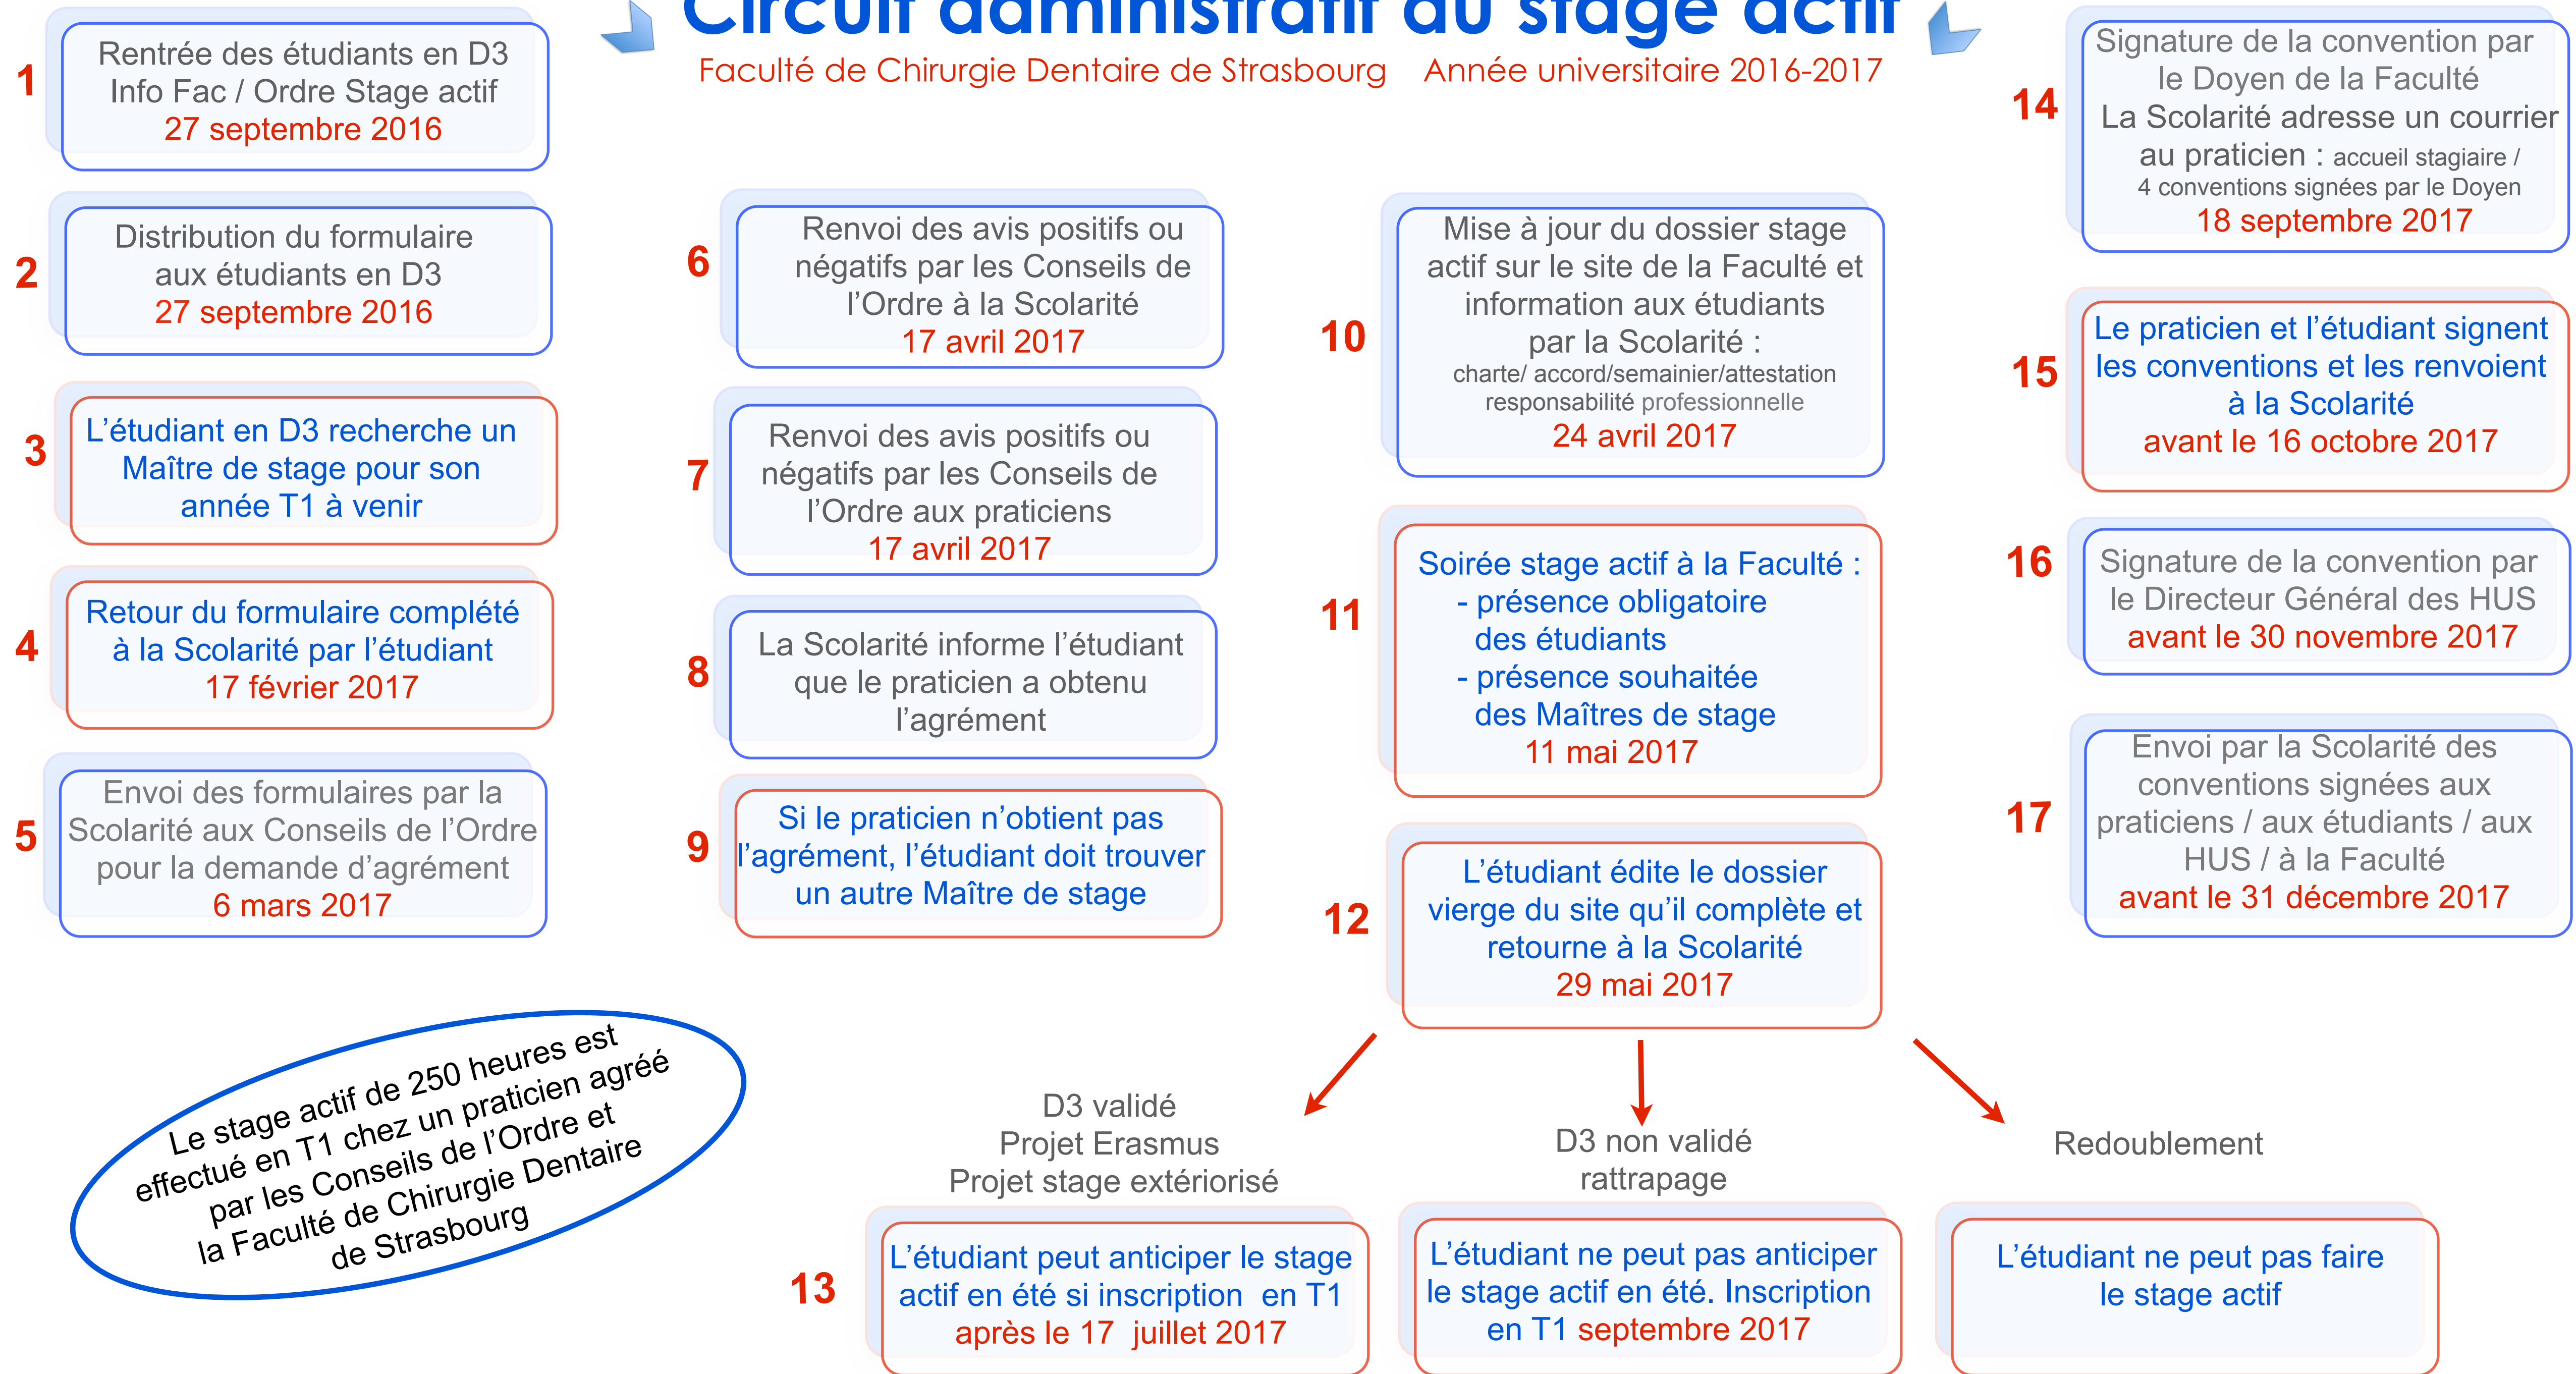 Circuit administratif du stage actif
Faculté de Chirurgie Dentaire de Strasbourg Année universitaire 2016-2017
1
Rentrée des étudiants en D3
Info Fac / Ordre Stage actif
27 septembre 2016
2
Distribution du formulaire
aux étudiants en D3
27 septembre 2016
3
L'étudiant en D3 recherche un
Maître de stage pour son
année T1 à venir
4
Retour du formulaire complété
à la Scolarité par l'étudiant
17 février 2017
5
Envoi des formulaires par la
Scolarité aux Conseils de l'Ordre
pour la demande d'agrément
6 mars 2017
6
Renvoi des avis positifs ou
négatifs par les Conseils de
l'Ordre à la Scolarité
17 avril 2017
7
Renvoi des avis positifs ou
négatifs par les Conseils de
l'Ordre aux praticiens
17 avril 2017
8
La Scolarité informe l'étudiant
que le praticien a obtenu
l'agrément
9
Si le praticien n'obtient pas
l'agrément, l'étudiant doit trouver
un autre Maître de stage
10
Mise à jour du dossier stage
actif sur le site de la Faculté et
information aux étudiants
par la Scolarité :
charte/ accord/semainier/attestation
responsabilité professionnelle
24 avril 2017
11
Soirée stage actif à la Faculté :
- présence obligatoire
des étudiants
- présence souhaitée
des Maîtres de stage
11 mai 2017
12
L'étudiant édite le dossier
vierge du site qu'il complète et
retourne à la Scolarité
29 mai 2017
13
D3 validé
Projet Erasmus
Projet stage extériorisé
L'étudiant peut anticiper le stage
actif en été si inscription en T1
après le 17 juillet 2017
D3 non validé
rattrapage
L'étudiant ne peut pas anticiper
le stage actif en été. Inscription
en T1 septembre 2017
Redoublement
L'étudiant ne peut pas faire
le stage actif
14
Signature de la convention par
le Doyen de la Faculté
La Scolarité adresse un courrier
au praticien : accueil stagiaire /
4 conventions signées par le Doyen
18 septembre 2017
15
Le praticien et l'étudiant signent
les conventions et les renvoient
à la Scolarité
avant le 16 octobre 2017
16
Signature de la convention par
le Directeur Général des HUS
avant le 30 novembre 2017
17
Envoi par la Scolarité des
conventions signées aux
praticiens / aux étudiants / aux
HUS / à la Faculté
avant le 31 décembre 2017
Le stage actif de 250 heures est
effectué en T1 chez un praticien agréé
par les Conseils de l'Ordre et
la Faculté de Chirurgie Dentaire
de Strasbourg